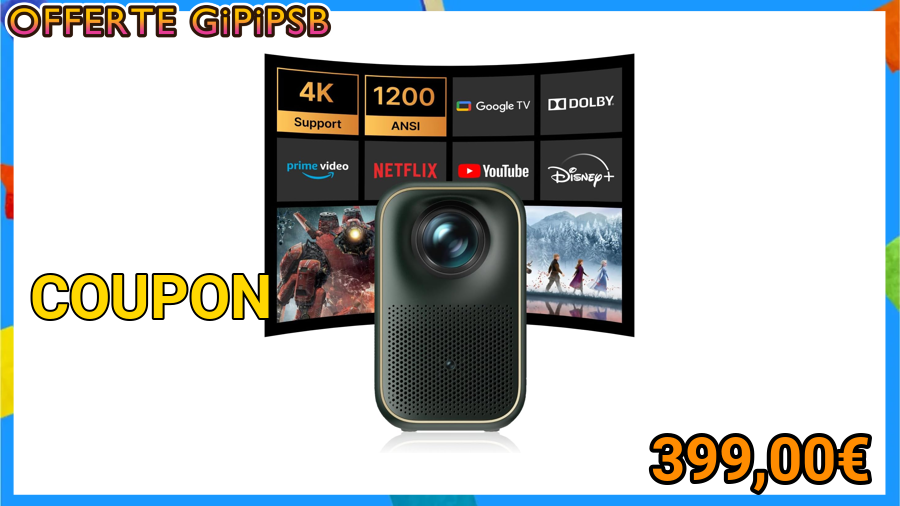 OFFERTE GiPiPSB
4K
Support
1200
ANSI
Google TV
DOLBY
prime video
NETFLIX
YouTube
Disney+
COUPON
399,00€